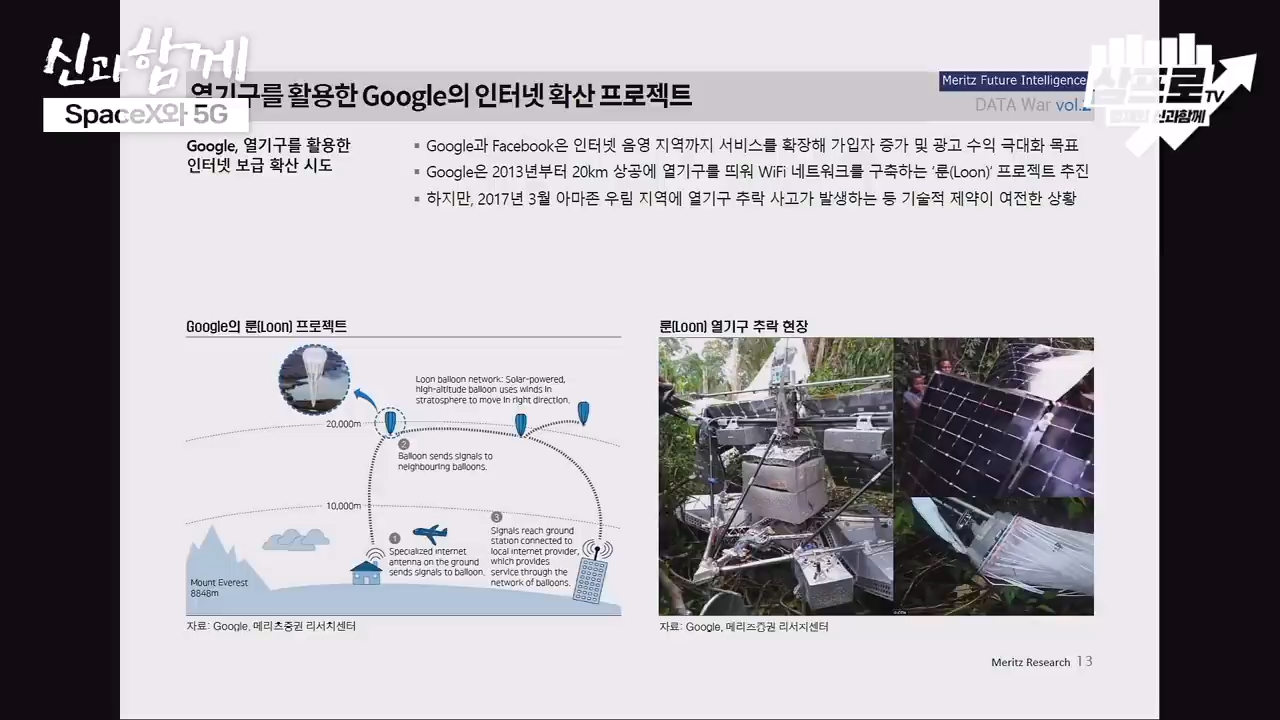 신과함께
SpaceX와 5G
열기구를 활용한 Google의 인터넷 확산 프로젝트
Meritz Future Intelligence
DATA War vol.2
삼프로TV
신과함께
Google, 열기구를 활용한
인터넷 보급 확산 시도
▪ Google과 Facebook은 인터넷 음영 지역까지 서비스를 확장해 가입자 증가 및 광고 수익 극대화 목표
▪ Google은 2013년부터 20km 상공에 열기구를 띄워 WiFi 네트워크를 구축하는 '룬(Loon)' 프로젝트 추진
▪ 하지만, 2017년 3월 아마존 우림 지역에 열기구 추락 사고가 발생하는 등 기술적 제약이 여전한 상황
Google의 룬(Loon) 프로젝트
Loon balloon network: Solar-powered,
high-altitude balloon uses winds in
stratosphere to move in right direction.
20,000m
2
Balloon sends signals to
neighbouring balloons.
10,000m
1
Specialized internet
antenna on the ground
sends signals to balloon.
3
Signals reach ground
station connected to
local internet provider,
which provides
service through the
network of balloons.
Mount Everest
8848m
자료: Google, 메리츠증권 리서치센터
룬(Loon) 열기구 추락 현장
자료: Google, 메리츠증권 리서치센터
Meritz Research 13